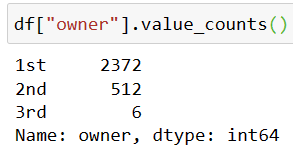 df["owner"].value_counts()
1st     2372
2nd      512
3rd        6
Name: owner, dtype: int64